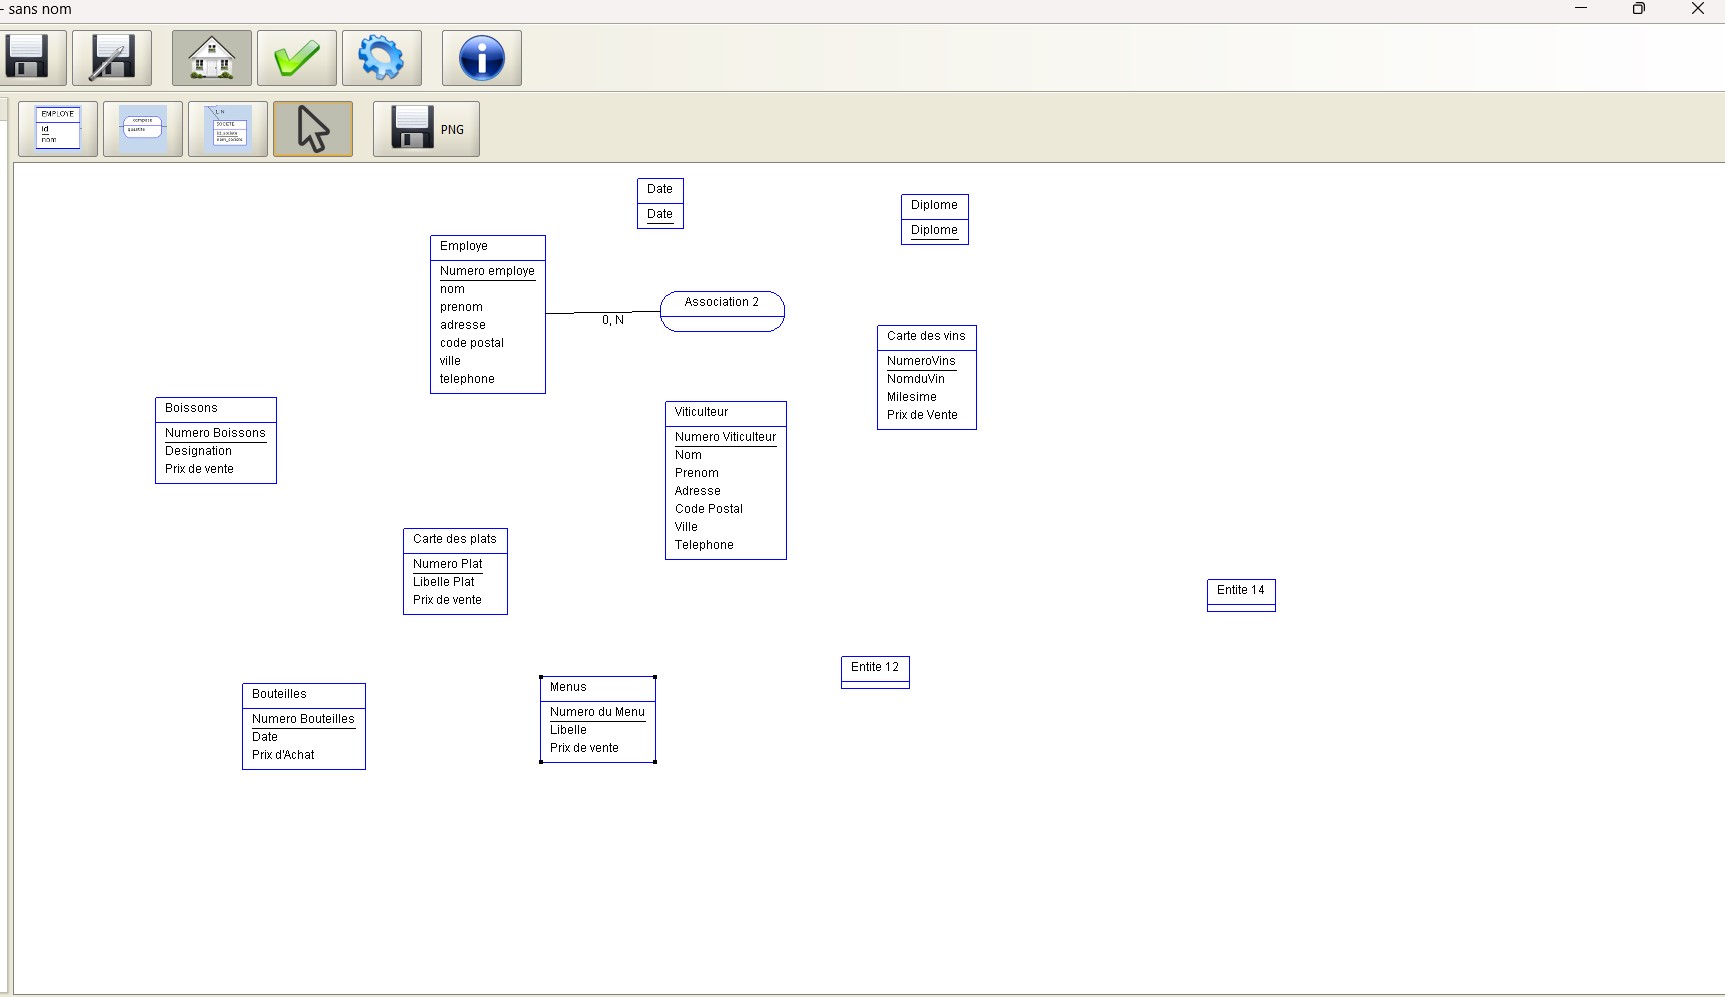 - sans nom
EMPLOYE
id
nom
compose
quantite
1, N
SOCIETE
PNG
Date
Date
Diplome
Diplome
Employe
Numero employe
nom
prenom
adresse
code postal
ville
telephone
0, N
Association 2
Carte des vins
NumeroVins
NomduVin
Milesime
Prix de Vente
Boissons
Numero Boissons
Designation
Prix de vente
Viticulteur
Numero Viticulteur
Nom
Prenom
Adresse
Code Postal
Ville
Telephone
Carte des plats
Numero Plat
Libelle Plat
Prix de vente
Entite 14
Entite 12
Bouteilles
Numero Bouteilles
Date
Prix d'Achat
Menus
Numero du Menu
Libelle
Prix de vente